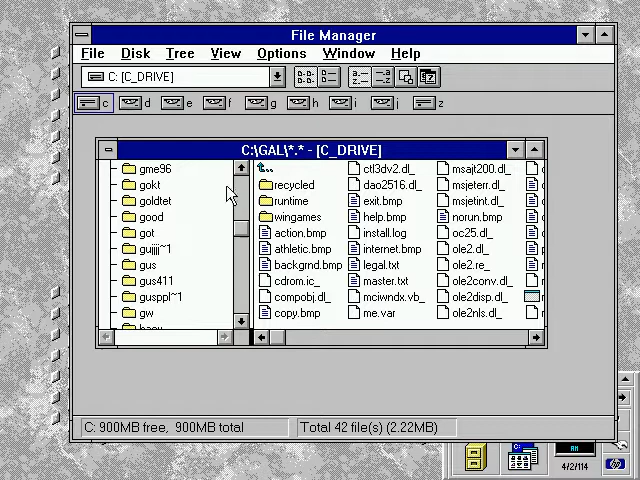 File Manager
File Disk Tree View Options Window Help
C: [C_DRIVE]
c d e f g h i j z
C:\GAL\*.* - [C_DRIVE]
gme96
gokt
goldtet
good
got
gujjjj~1
gus
gus411
gusppl~1
gw
recycled
runtime
wingames
action.bmp
athletic.bmp
backgrnd.bmp
cdrom.ic_
compobj.dl_
copy.bmp
ctl3dv2.dl_
dao2516.dl_
exit.bmp
help.bmp
install.log
internet.bmp
legal.txt
master.txt
mciwndx.vb_
me.var
msajt200.dl_
msjeterr.dl_
msjetint.dl_
norun.bmp
oc25.dl_
ole2.dl_
ole2.re_
ole2conv.dl_
ole2disp.dl_
ole2nls.dl_
C: 900MB free, 900MB total
Total 42 file(s) (2.22MB)
4/2/114
hp